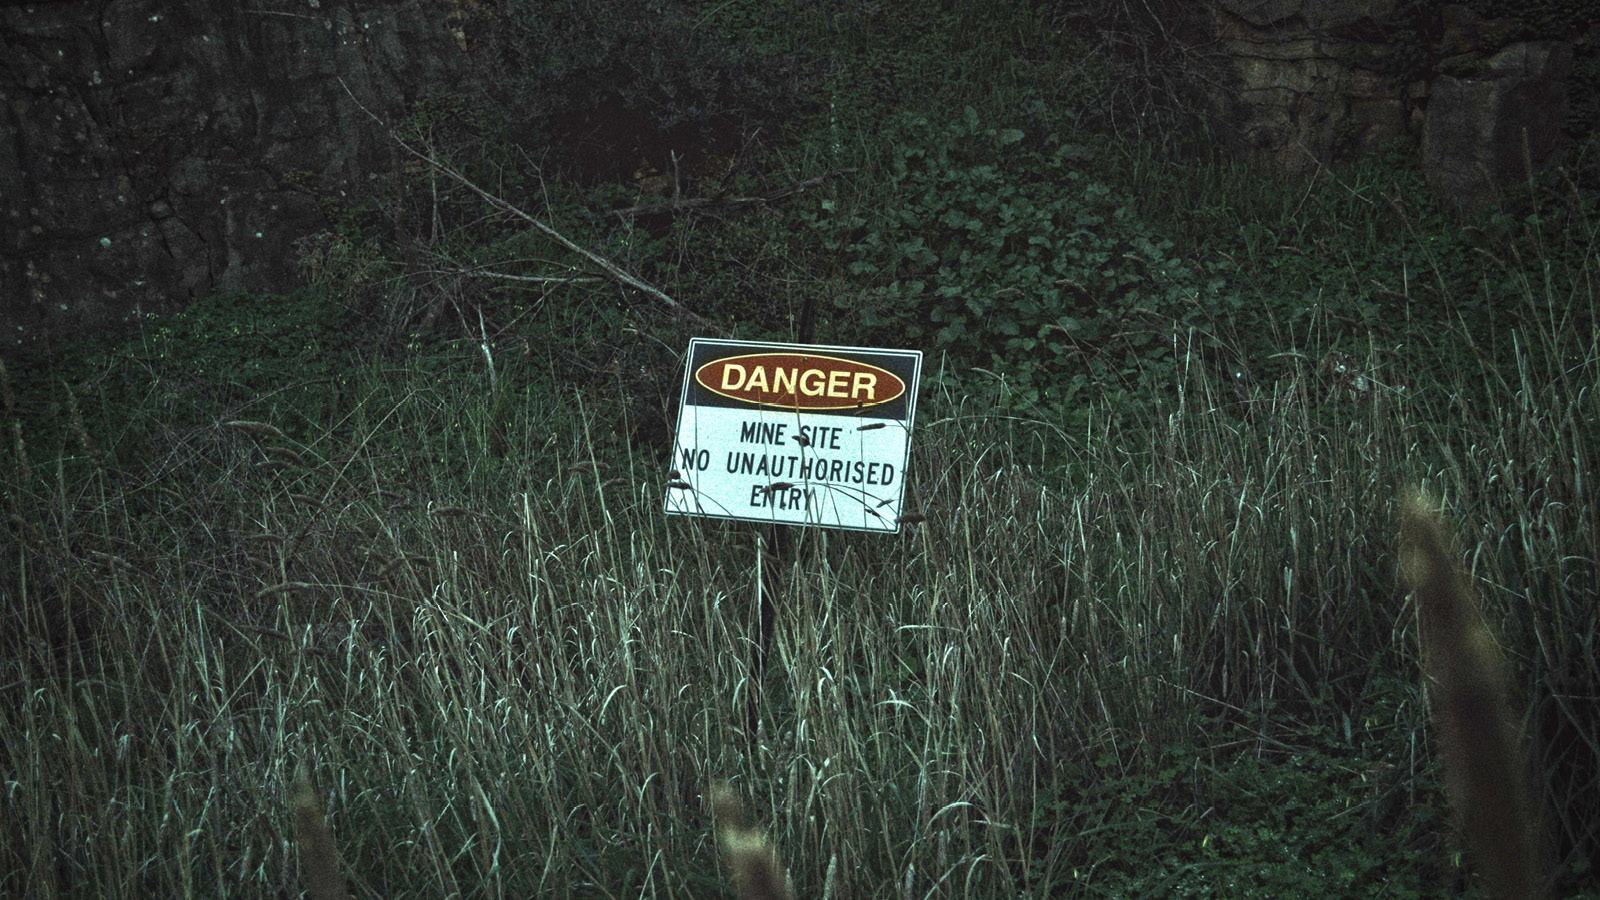 DANGER
MINE SITE
NO UNAUTHORISED
ENTRY